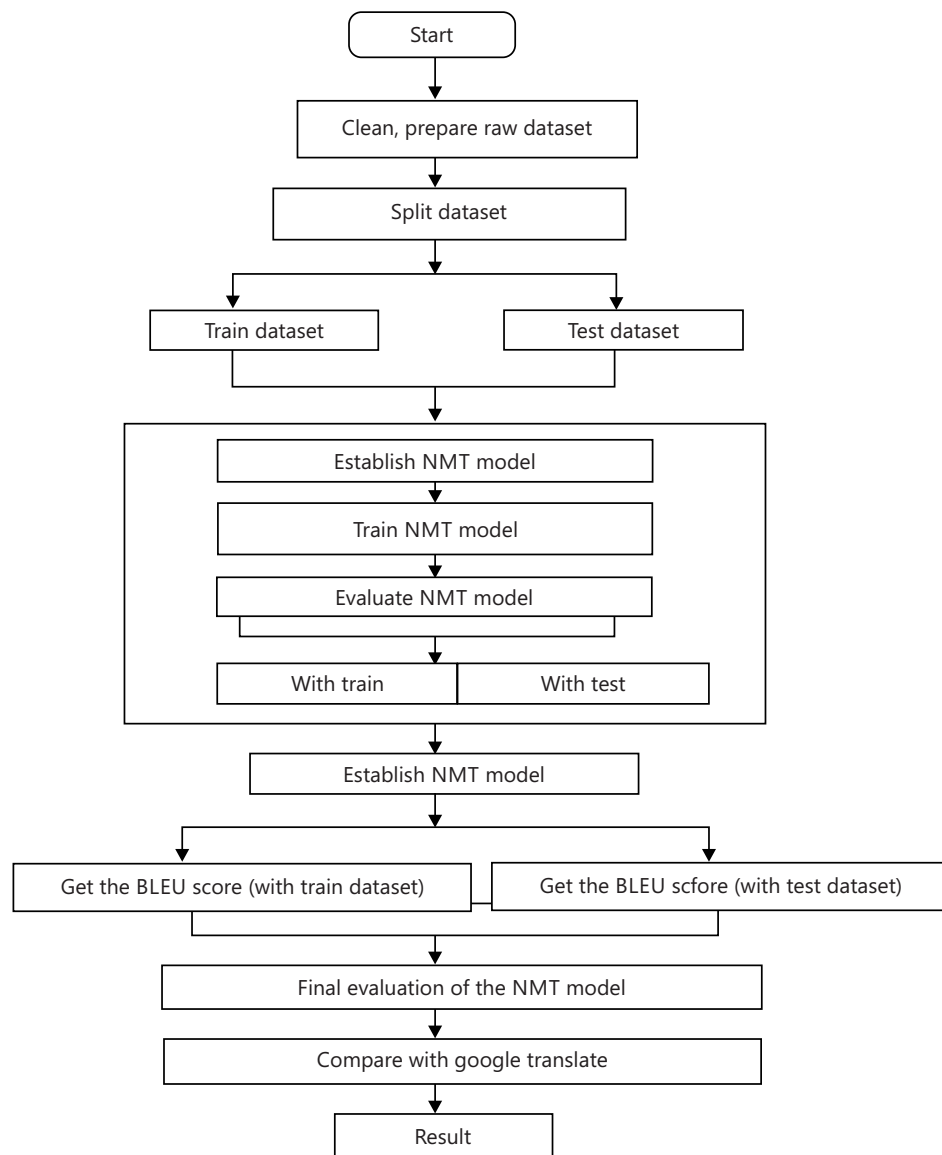 Start
Clean, prepare raw dataset
Split dataset
Train dataset
Test dataset
Establish NMT model
Train NMT model
Evaluate NMT model
With train
With test
Establish NMT model
Get the BLEU score (with train dataset)
Get the BLEU scfore (with test dataset)
Final evaluation of the NMT model
Compare with google translate
Result